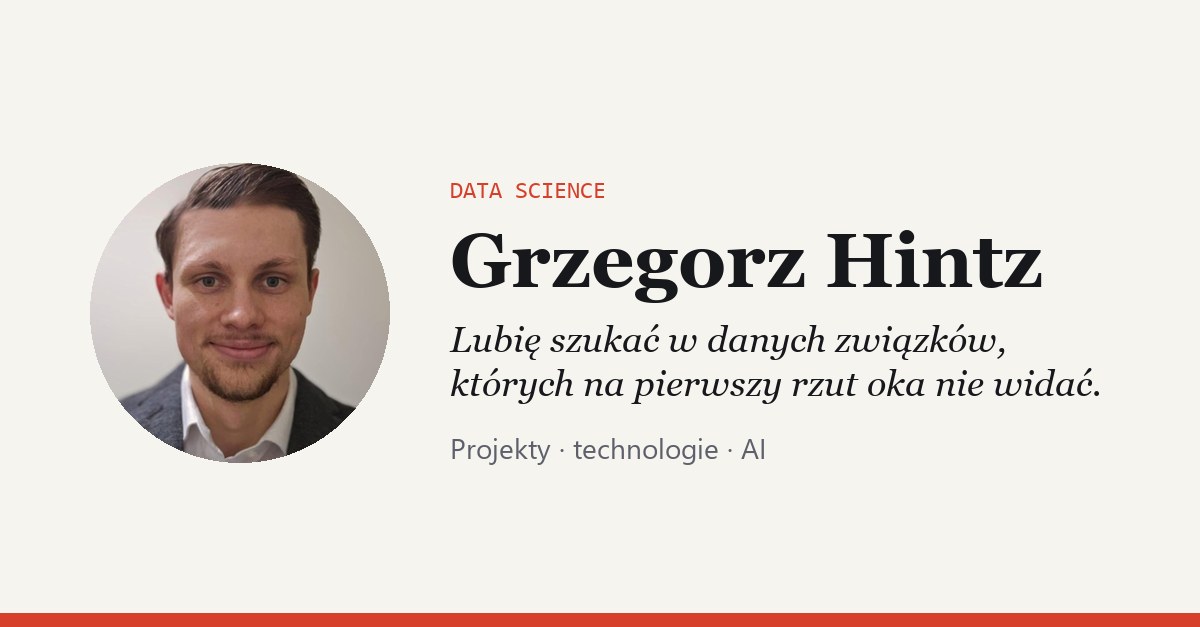 DATA SCIENCE
Grzegorz Hintz
Lubię szukać w danych związków,
których na pierwszy rzut oka nie widać.
Projekty · technologie · AI